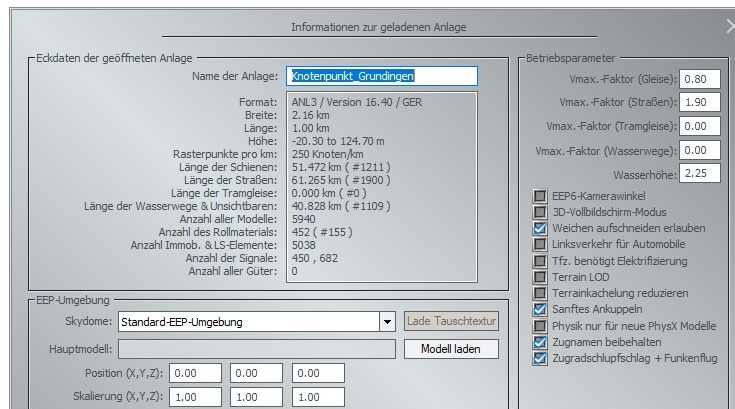 Informationen zur geladenen Anlage
Eckdaten der geöffneten Anlage
Name der Anlage: Knotenpunkt_Grundingen
Format: ANL3 / Version 16.40 / GER
Breite: 2.16 km
Länge: 1.00 km
Höhe: -20.30 to 124.70 m
Rasterpunkte pro km: 250 Knoten/km
Länge der Schienen: 51.472 km ( #1211 )
Länge der Straßen: 61.265 km ( #1900 )
Länge der Tramgleise: 0.000 km ( #0 )
Länge der Wasserwege & Unsichtbaren: 40.828 km ( #1109 )
Anzahl aller Modelle: 5940
Anzahl des Rollmaterials: 452 ( #155 )
Anzahl Immob. & LS-Elemente: 5038
Anzahl der Signale: 450 , 682
Anzahl aller Güter: 0
EEP-Umgebung
Skydome: Standard-EEP-Umgebung Lade Tauschtextur
Hauptmodell: Modell laden
Position (X,Y,Z): 0.00 0.00 0.00
Skalierung (X,Y,Z): 1.00 1.00 1.00
Betriebsparameter
Vmax.-Faktor (Gleise): 0.80
Vmax.-Faktor (Straßen): 1.90
Vmax.-Faktor (Tramgleise): 0.00
Vmax.-Faktor (Wasserwege): 0.00
Wasserhöhe: 2.25
EEP6-Kamerawinkel
3D-Vollbildschirm-Modus
Weichen aufschneiden erlauben
Linksverkehr für Automobile
Tfz. benötigt Elektrifizierung
Terrain LOD
Terrainkachelung reduzieren
Sanftes Ankuppeln
Physik nur für neue PhysX Modelle
Zugnamen beibehalten
Zugradschlupfschlag + Funkenflug